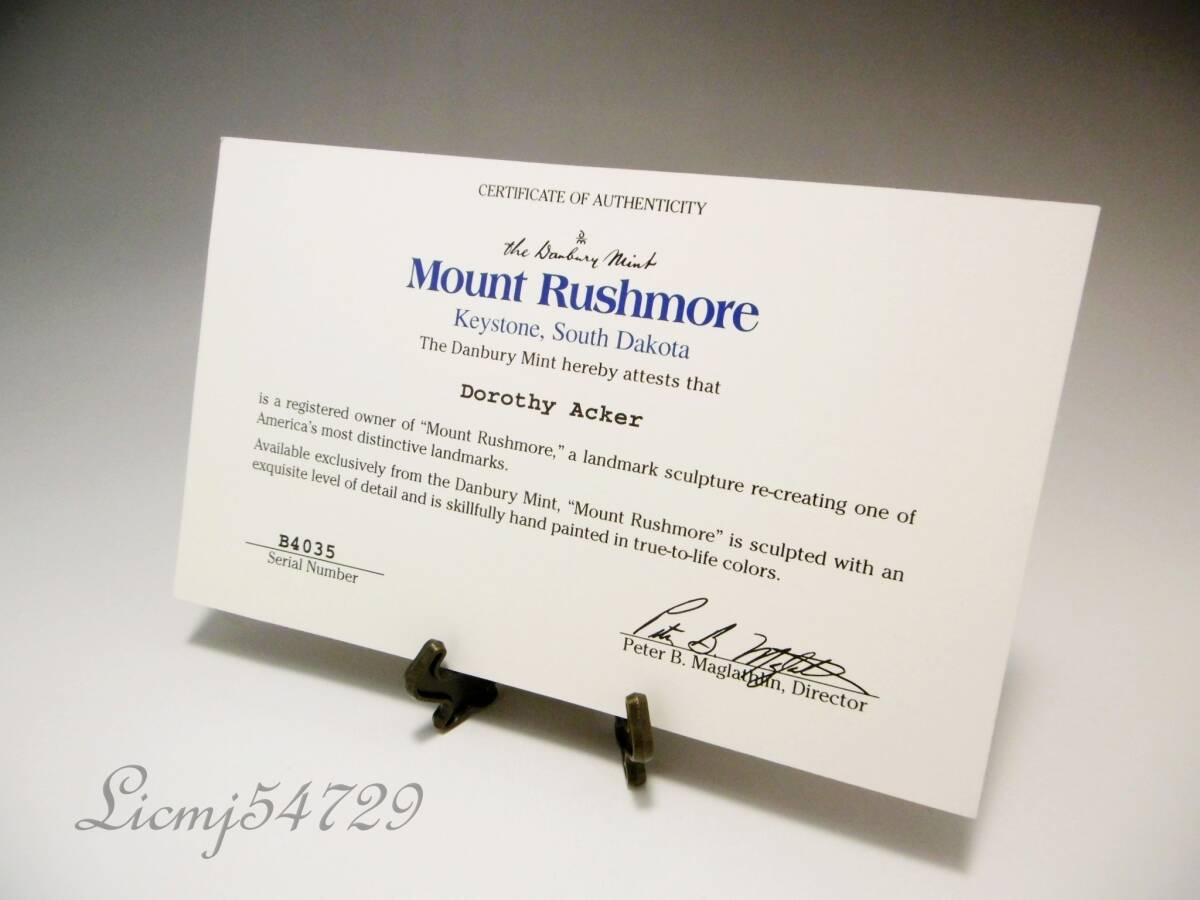 CERTIFICATE OF AUTHENTICITY
DM
the Danbury Mint
Mount Rushmore
Keystone, South Dakota
The Danbury Mint hereby attests that
Dorothy Acker
is a registered owner of “Mount Rushmore,” a landmark sculpture re-creating one of
America's most distinctive landmarks.
Available exclusively from the Danbury Mint, “Mount Rushmore” is sculpted with an
exquisite level of detail and is skillfully hand painted in true-to-life colors.
B4035
Serial Number
Peter B. Maglathlin, Director
Licmj54729